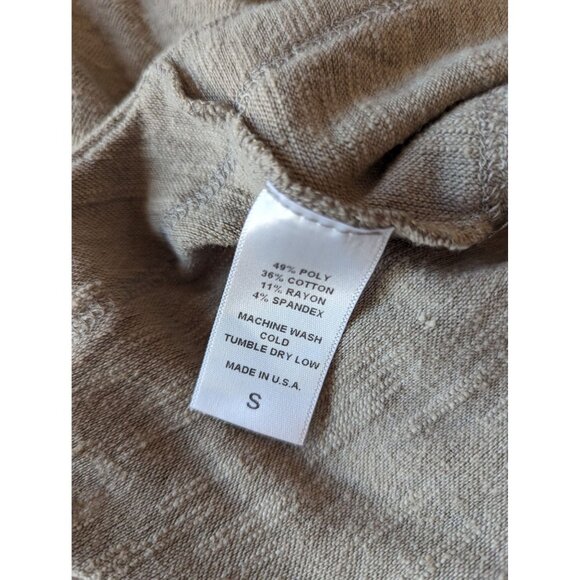 49% POLY
36% COTTON
11% RAYON
4% SPANDEX
MACHINE WASH
COLD
TUMBLE DRY LOW
MADE IN U.S.A.
S